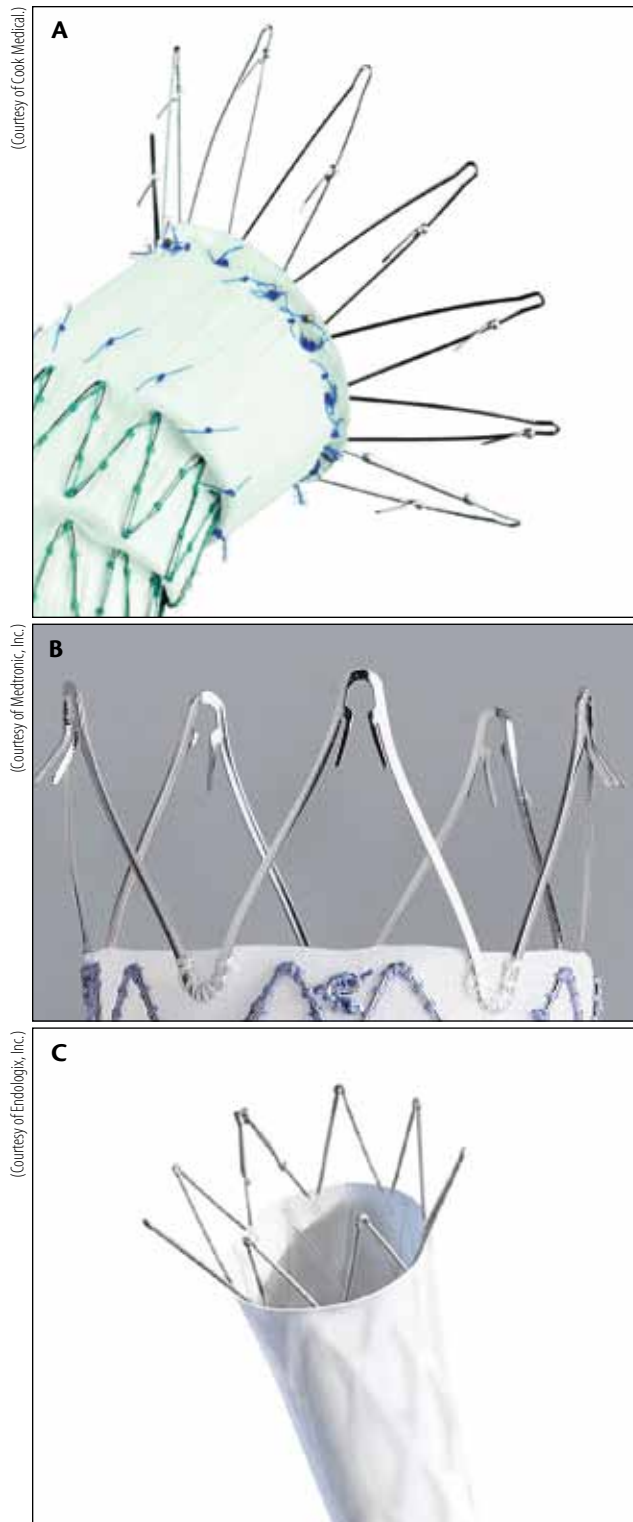 A
(Courtesy of Cook Medical.)
B
(Courtesy of Medtronic, Inc.)
C
(Courtesy of Endologix, Inc.)